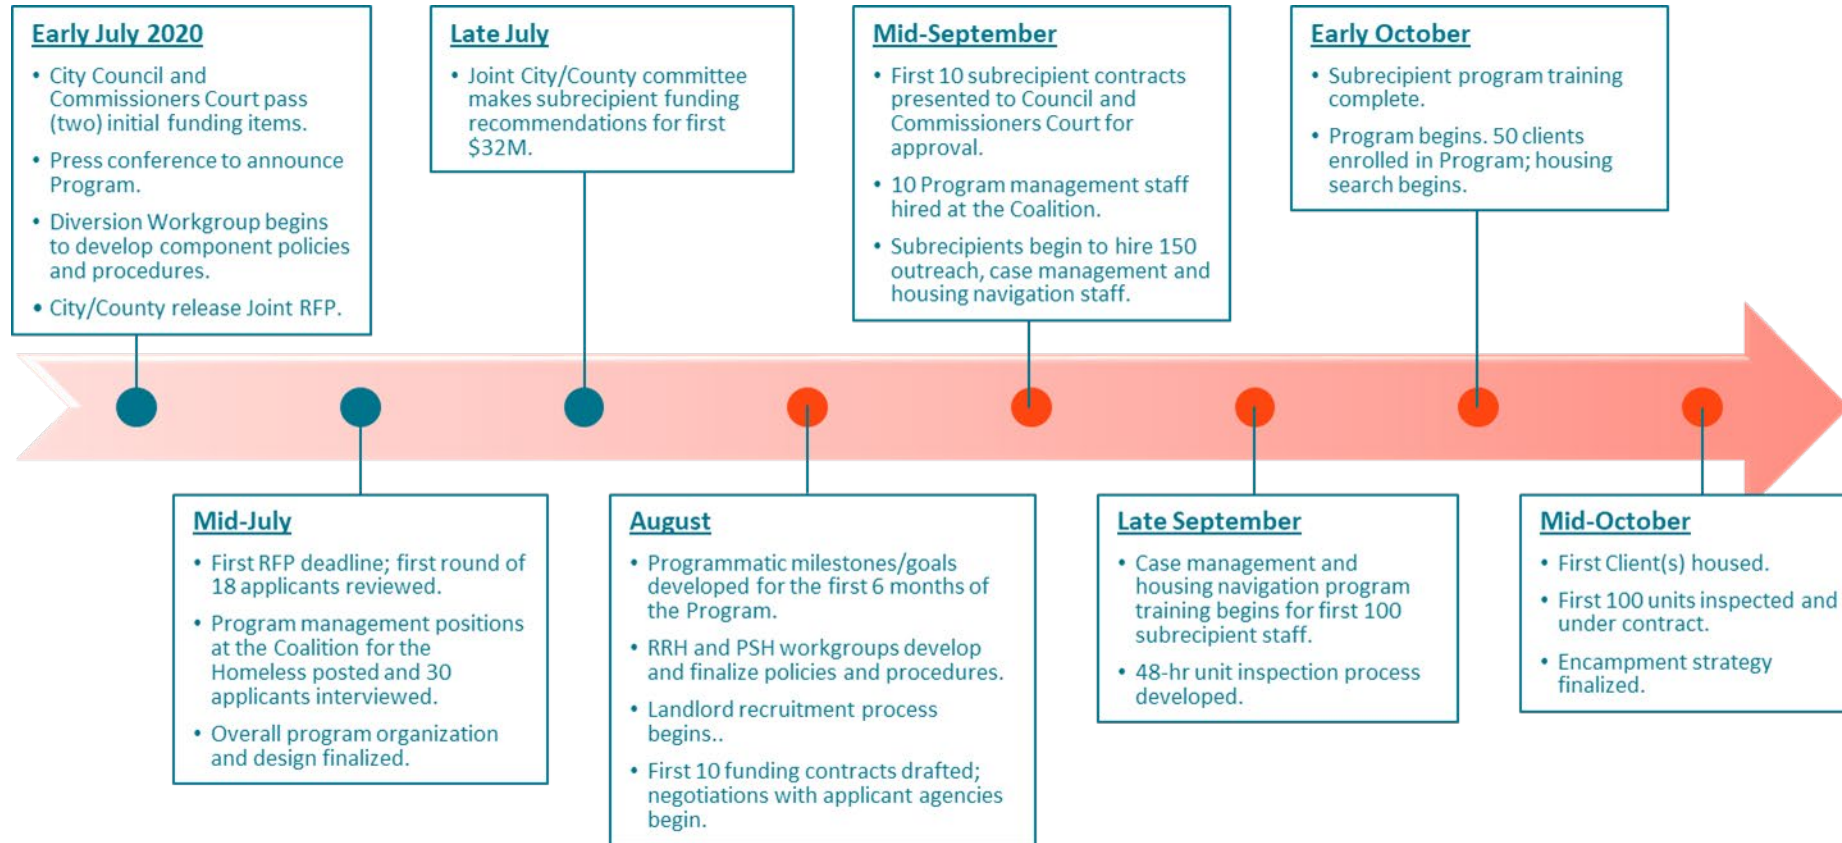 Early July 2020
• City Council and
Commissioners Court pass
(two) initial funding items.
• Press conference to announce
Program.
• Diversion Workgroup begins
to develop component policies
and procedures.
• City/County release Joint RFP.
Mid-July
• First RFP deadline; first round of
18 applicants reviewed.
• Program management positions
at the Coalition for the
Homeless posted and 30
applicants interviewed.
• Overall program organization
and design finalized.
Late July
• Joint City/County committee
makes subrecipient funding
recommendations for first
$32M.
August
• Programmatic milestones/goals
developed for the first 6 months of
the Program.
• RRH and PSH workgroups develop
and finalize policies and procedures.
• Landlord recruitment process
begins..
• First 10 funding contracts drafted;
negotiations with applicant agencies
begin.
Mid-September
• First 10 subrecipient contracts
presented to Council and
Commissioners Court for
approval.
• 10 Program management staff
hired at the Coalition.
• Subrecipients begin to hire 150
outreach, case management and
housing navigation staff.
Late September
• Case management and
housing navigation program
training begins for first 100
subrecipient staff.
• 48-hr unit inspection process
developed.
Early October
• Subrecipient program training
complete.
• Program begins. 50 clients
enrolled in Program; housing
search begins.
Mid-October
• First Client(s) housed.
• First 100 units inspected and
under contract.
• Encampment strategy
finalized.